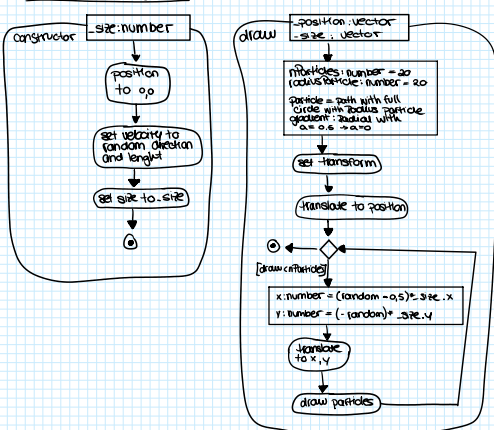 constructor
_size:number
position
to 0,0
set velocity to
random direction
and lenght
set size to _size
draw
_position:vector
_size : vector
nParticles: number = 20
radiusParticle: number = 20
particle = path with full
circle with radius particle
gradient: radial with
a= 0.5 -> a=0
set transform
translate to position
[draw<nParticle]
x:number = (random -0,5)*_size.x
y:number = (-random)* _size.y
translate
to x,y
draw particles